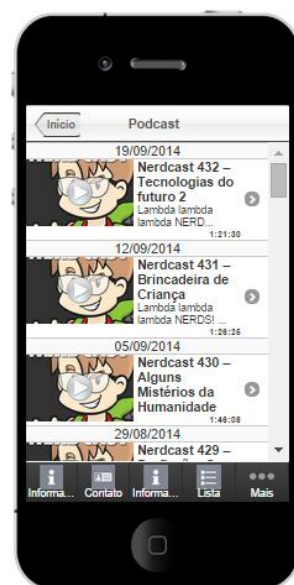 Início
Podcast
19/09/2014
Nerdcast 432 –
Tecnologias do
futuro 2
Lambda lambda
lambda NERD...
1:21:30
12/09/2014
Nerdcast 431 –
Brincadeira de
Criança
Lambda lambda
lambda NERDS! ...
1:26:25
05/09/2014
Nerdcast 430 –
Alguns
Mistérios da
Humanidade
1:46:08
29/08/2014
Nerdcast 429 –
Informa...
Contato
Informa...
Lista
Mais